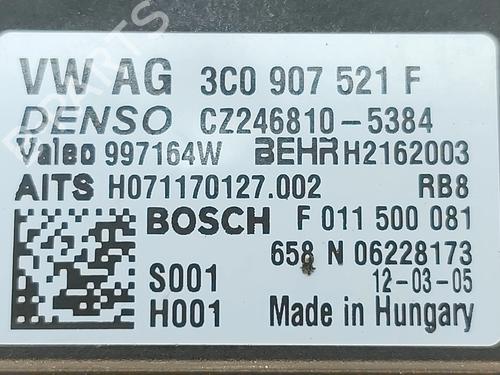 VW AG 3C0 907 521 F
DENSO CZ246810-5384
Valeo 997164W BEHR H2162003
AITS H071170127.002 RB8
BOSCH F 011 500 081
658 N 06228173
S001 12-03-05
H001 Made in Hungary